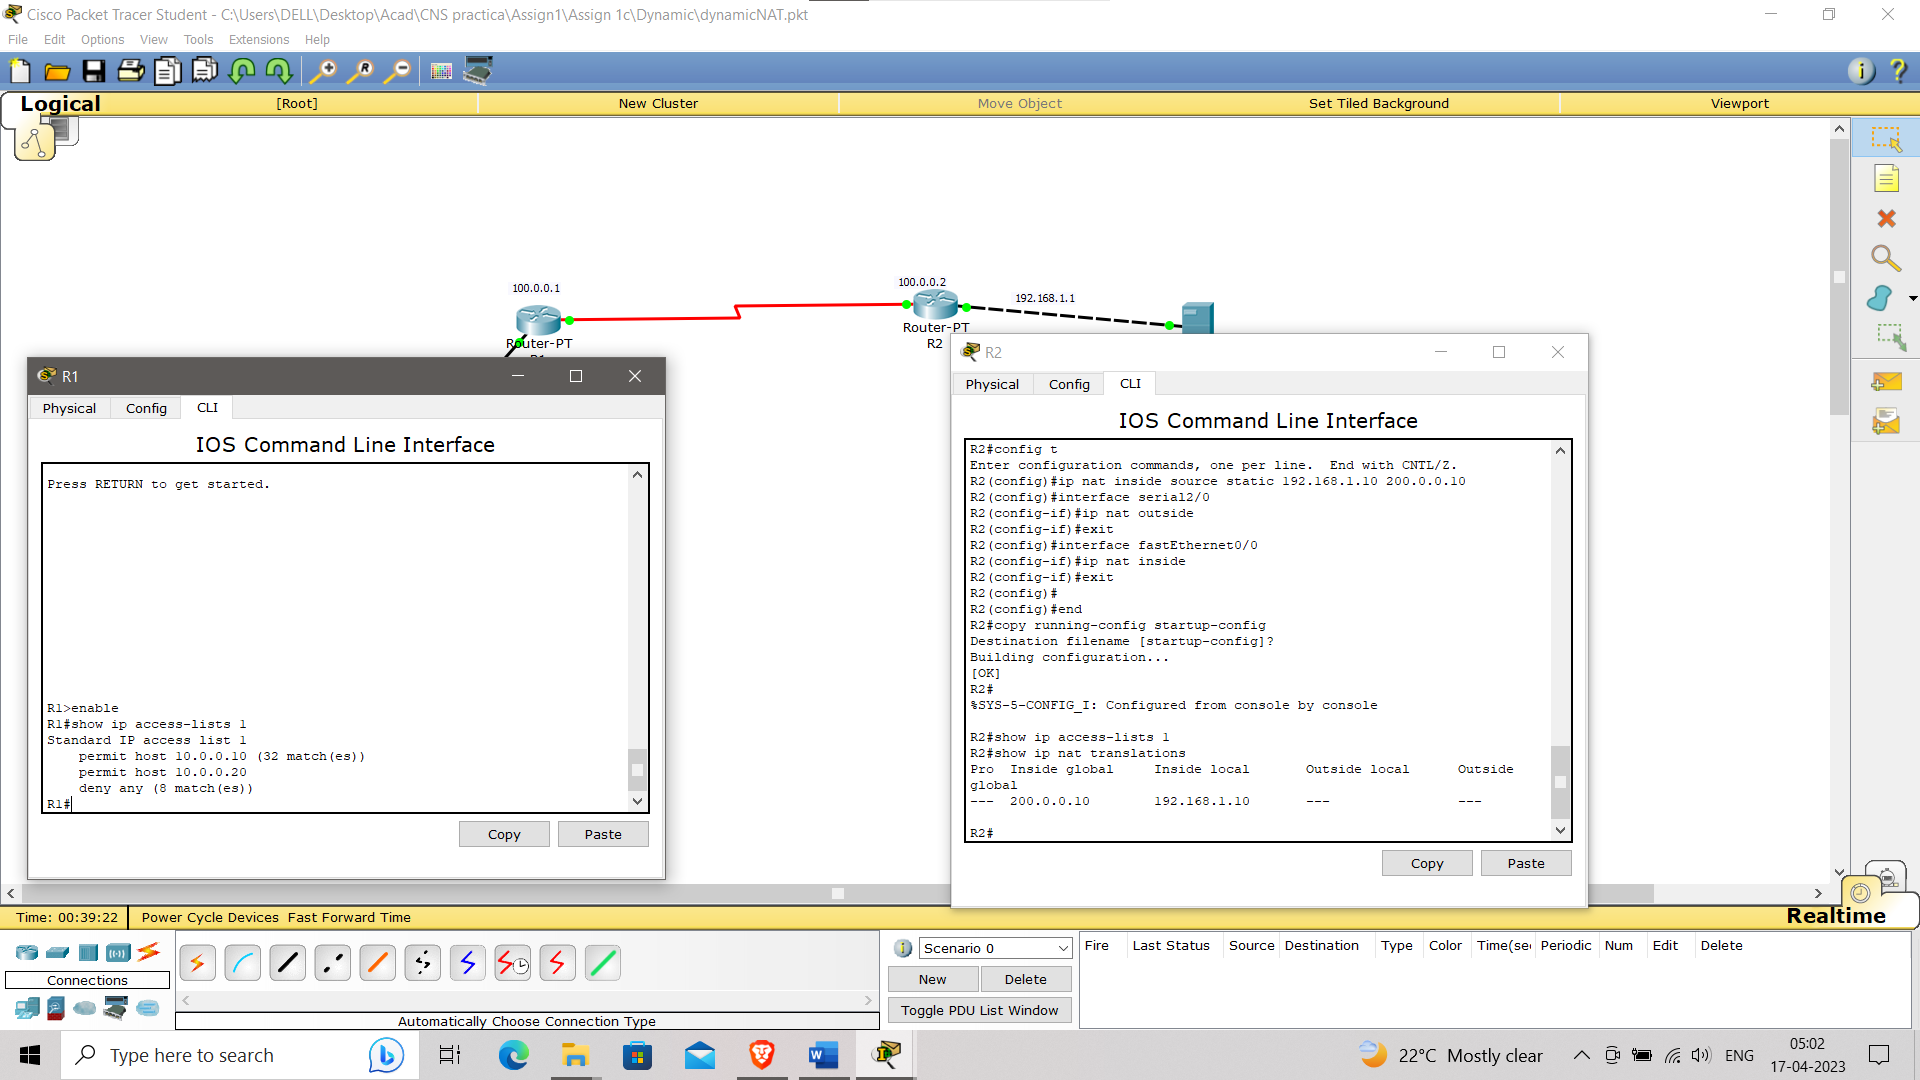 Cisco Packet Tracer Student - C:\Users\DELL\Desktop\Acad\CNS practica\Assign1\Assign 1c\Dynamic\dynamicNAT.pkt
File Edit Options View Tools Extensions Help
Logical [Root] New Cluster Move Object Set Tiled Background Viewport
100.0.0.1
Router-PT
R1
100.0.0.2
Router-PT
R2
192.168.1.1
R1
Physical Config CLI
IOS Command Line Interface
Press RETURN to get started.
R1>enable
R1#show ip access-lists 1
Standard IP access list 1
permit host 10.0.0.10 (32 match(es))
permit host 10.0.0.20
deny any (8 match(es))
R1#
Copy Paste
R2
Physical Config CLI
IOS Command Line Interface
R2#config t
Enter configuration commands, one per line. End with CNTL/Z.
R2(config)#ip nat inside source static 192.168.1.10 200.0.0.10
R2(config)#interface serial2/0
R2(config-if)#ip nat outside
R2(config-if)#exit
R2(config)#interface fastEthernet0/0
R2(config-if)#ip nat inside
R2(config-if)#exit
R2(config)#
R2(config)#end
R2#copy running-config startup-config
Destination filename [startup-config]?
Building configuration...
[OK]
R2#
%SYS-5-CONFIG_I: Configured from console by console
R2#show ip access-lists 1
R2#show ip nat translations
Pro Inside global Inside local Outside local Outside
global
--- 200.0.0.10 192.168.1.10 --- ---
R2#
Copy Paste
Time: 00:39:22 Power Cycle Devices Fast Forward Time
Realtime
Connections
Automatically Choose Connection Type
Scenario 0
New Delete
Toggle PDU List Window
Fire Last Status Source Destination Type Color Time(sec Periodic Num Edit Delete
Type here to search
22°C Mostly clear
ENG
05:02
17-04-2023